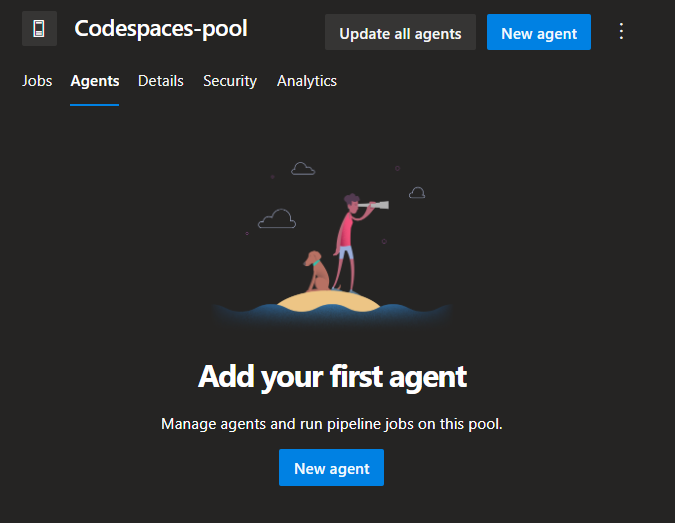 Codespaces-pool
Update all agents
New agent
Jobs Agents Details Security Analytics
Add your first agent
Manage agents and run pipeline jobs on this pool.
New agent